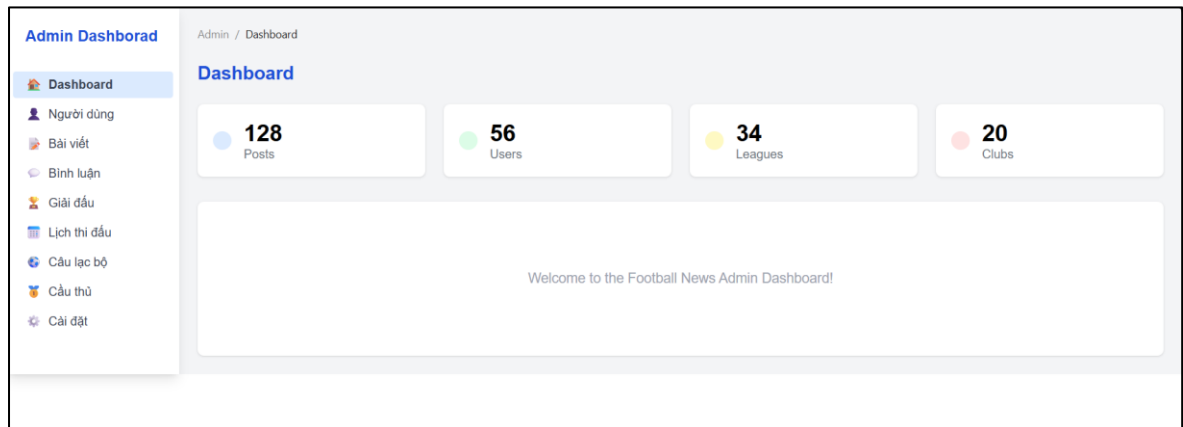 Admin Dashborad
Dashboard
Người dùng
Bài viết
Bình luận
Giải đấu
Lịch thi đấu
Câu lạc bộ
Cầu thủ
Cài đặt
Admin / Dashboard
Dashboard
128
Posts
56
Users
34
Leagues
20
Clubs
Welcome to the Football News Admin Dashboard!